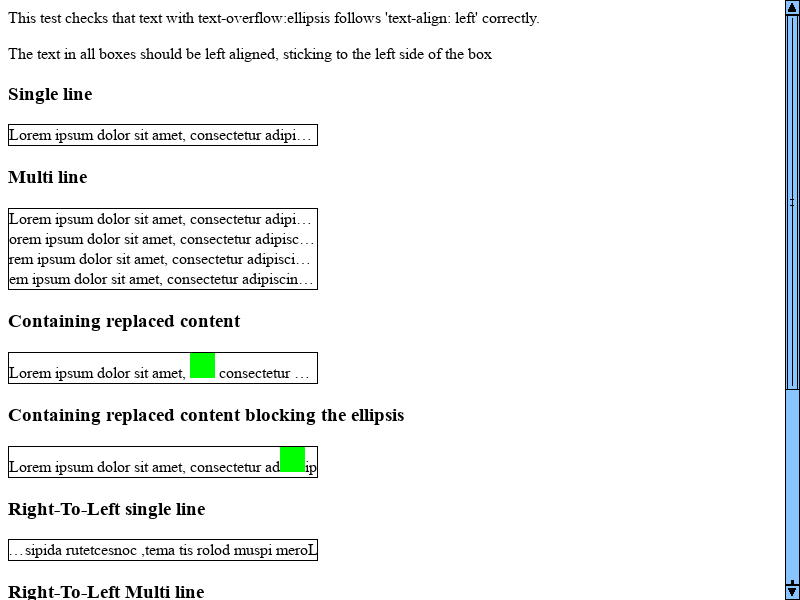 This test checks that text with text-overflow:ellipsis follows 'text-align: left' correctly.
The text in all boxes should be left aligned, sticking to the left side of the box
Single line
Lorem ipsum dolor sit amet, consectetur adipi…
Multi line
Lorem ipsum dolor sit amet, consectetur adipi…
orem ipsum dolor sit amet, consectetur adipisc…
rem ipsum dolor sit amet, consectetur adipisci…
em ipsum dolor sit amet, consectetur adipiscin…
Containing replaced content
Lorem ipsum dolor sit amet, consectetur …
Containing replaced content blocking the ellipsis
Lorem ipsum dolor sit amet, consectetur ad ip
Right-To-Left single line
…sipida rutetcesnoc ,tema tis rolod muspi meroL
Right-To-Left Multi line